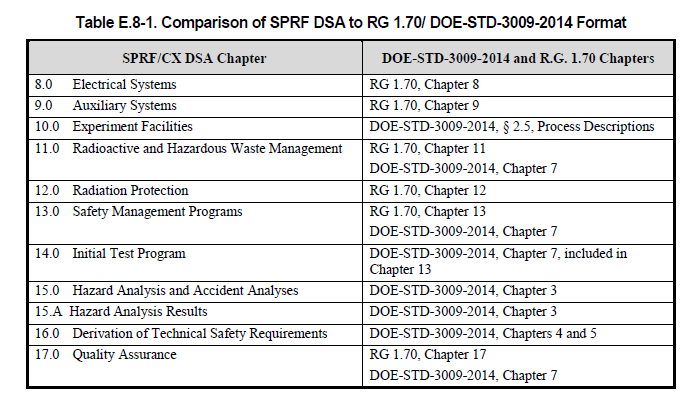 Table E.8-1. Comparison of SPRF DSA to RG 1.70/ DOE-STD-3009-2014 Format
SPRF/CX DSA Chapter DOE-STD-3009-2014 and R.G. 1.70 Chapters
8.0 Electrical Systems RG 1.70, Chapter 8
9.0 Auxiliary Systems RG 1.70, Chapter 9
10.0 Experiment Facilities DOE-STD-3009-2014, § 2.5, Process Descriptions
11.0 Radioactive and Hazardous Waste Management RG 1.70, Chapter 11
DOE-STD-3009-2014, Chapter 7
12.0 Radiation Protection RG 1.70, Chapter 12
13.0 Safety Management Programs RG 1.70, Chapter 13
DOE-STD-3009-2014, Chapter 7
14.0 Initial Test Program DOE-STD-3009-2014, Chapter 7, included in
Chapter 13
15.0 Hazard Analysis and Accident Analyses DOE-STD-3009-2014, Chapter 3
15.A Hazard Analysis Results DOE-STD-3009-2014, Chapter 3
16.0 Derivation of Technical Safety Requirements DOE-STD-3009-2014, Chapters 4 and 5
17.0 Quality Assurance RG 1.70, Chapter 17
DOE-STD-3009-2014, Chapter 7